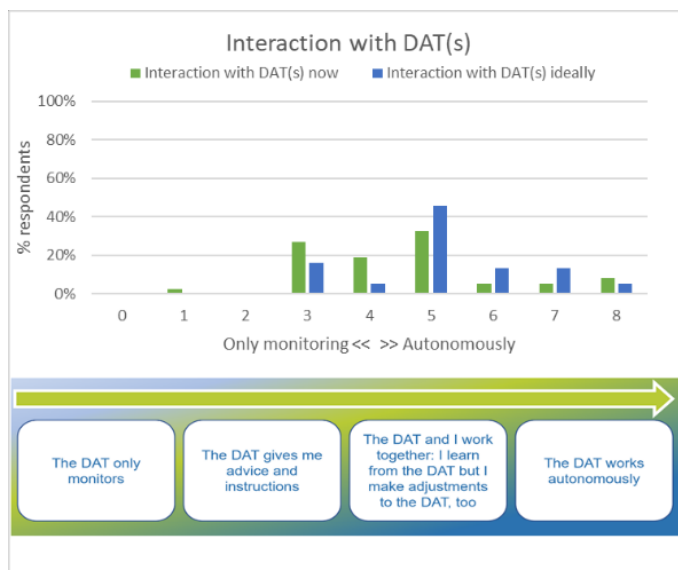 Interaction with DAT(s)
Interaction with DAT(s) now Interaction with DAT(s) ideally
100%
80%
60%
40%
20%
0%
% respondents
0 1 2 3 4 5 6 7 8
Only monitoring << >> Autonomously
The DAT only
monitors
The DAT gives me
advice and
instructions
The DAT and I work
together: I learn
from the DAT but I
make adjustments
to the DAT, too
The DAT works
autonomously